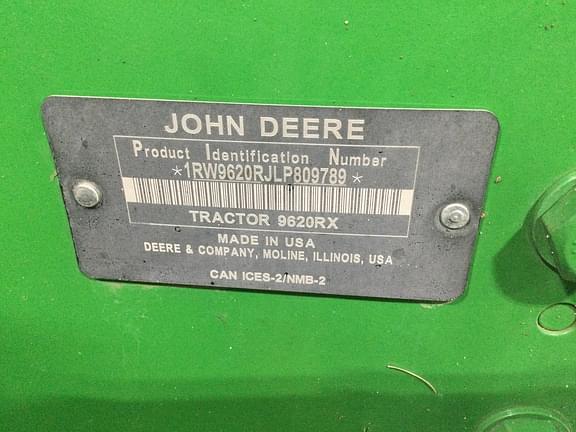 JOHN DEERE
Product Identification Number
*1RW9620RJLP809789*
TRACTOR 9620RX
MADE IN USA
DEERE & COMPANY, MOLINE, ILLINOIS, USA
CAN ICES-2/NMB-2